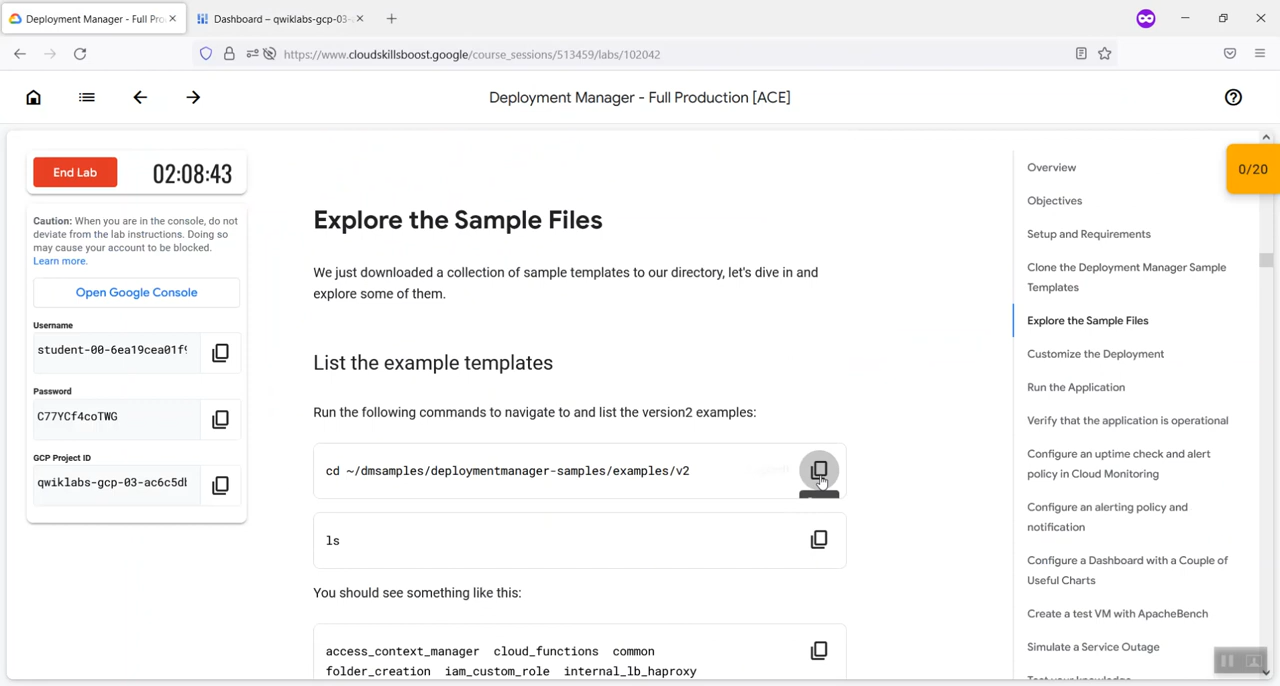 Deployment Manager - Full Pro
Dashboard – qwiklabs-gcp-03-
https://www.cloudskillsboost.google/course_sessions/513459/labs/102042
Deployment Manager - Full Production [ACE]
End Lab
02:08:43
Caution: When you are in the console, do not
deviate from the lab instructions. Doing so
may cause your account to be blocked.
Learn more.
Open Google Console
Username
student-00-6ea19cea01f9
Password
C77YCf4coTWG
GCP Project ID
qwiklabs-gcp-03-ac6c5db
Explore the Sample Files
We just downloaded a collection of sample templates to our directory, let's dive in and
explore some of them.
List the example templates
Run the following commands to navigate to and list the version2 examples:
cd ~/dmsamples/deploymentmanager-samples/examples/v2
ls
You should see something like this:
access_context_manager cloud_functions common
folder_creation iam_custom_role internal_lb_haproxy
Overview
Objectives
Setup and Requirements
Clone the Deployment Manager Sample
Templates
Explore the Sample Files
Customize the Deployment
Run the Application
Verify that the application is operational
Configure an uptime check and alert
policy in Cloud Monitoring
Configure an alerting policy and
notification
Configure a Dashboard with a Couple of
Useful Charts
Create a test VM with ApacheBench
Simulate a Service Outage
Test your knowledge
0/20